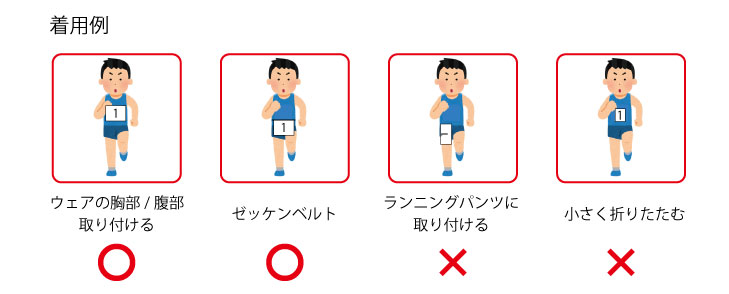 着用例
1
1
1
ウェアの胸部 / 腹部
取り付ける
ゼッケンベルト
ランニングパンツに
取り付ける
小さく折りたたむ